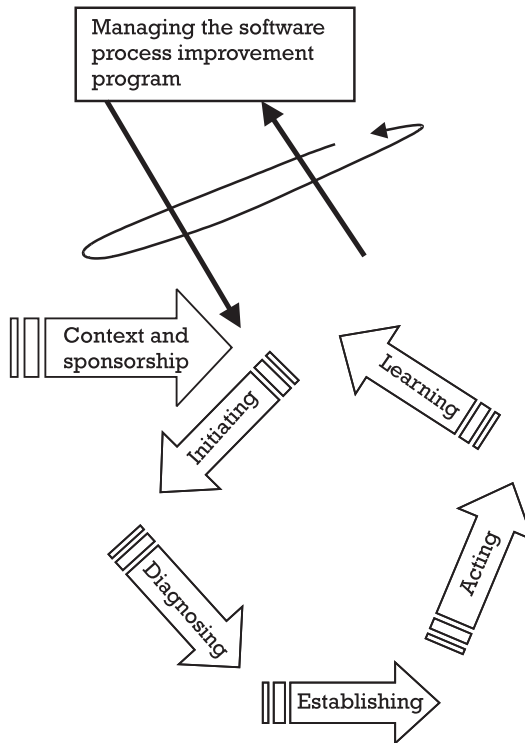 Managing the software
process improvement
program
Context and
sponsorship
Initiating
Diagnosing
Establishing
Acting
Learning